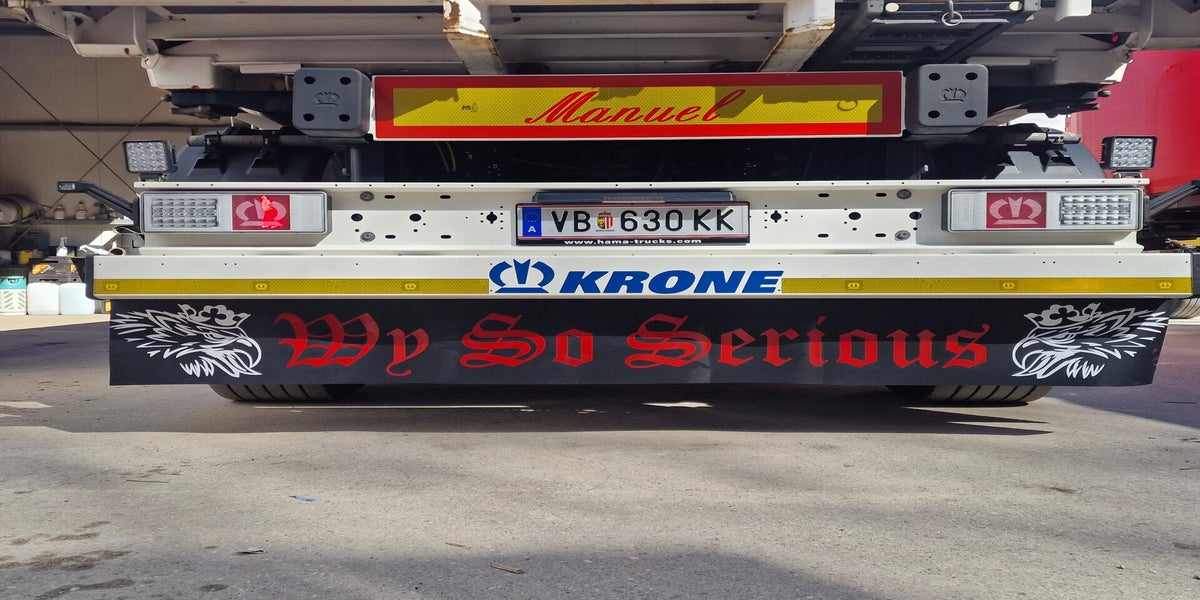 Manuel
A
VB 630 KK
www.hama-trucks.com
KRONE
Wy So Serious